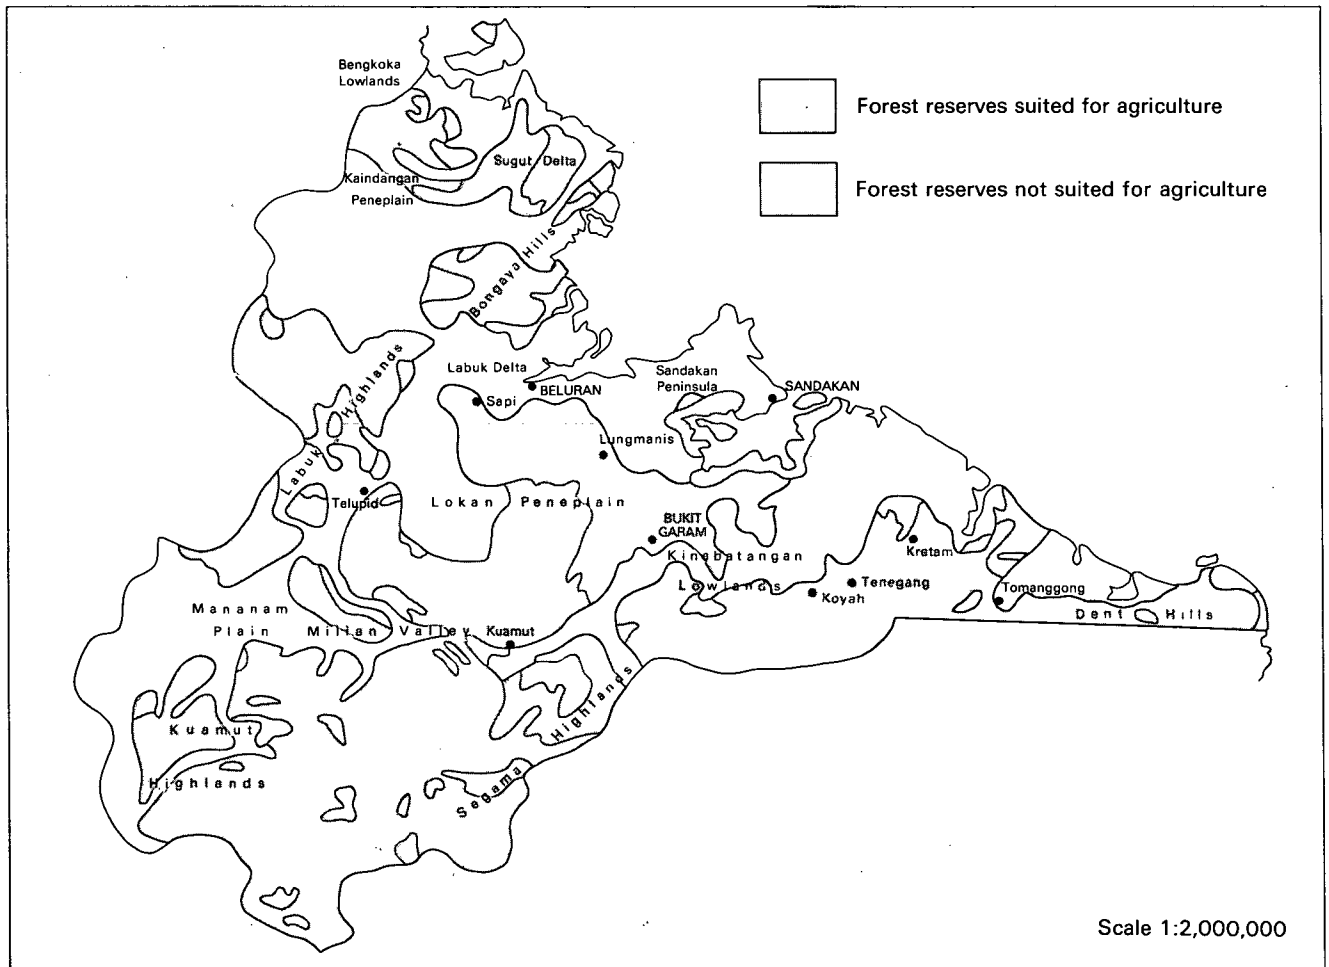 Bengkoka
Lowlands
Forest reserves suited for agriculture
Sugut Delta
Kaindangan
Peneplain
Forest reserves not suited for agriculture
Bongaya Hills
Labuk Highlands
Labuk Delta
Sandakan
Peninsula
BELURAN
SANDAKAN
Sapi
Lungmanis
Telupid
Lokan Peneplain
BUKIT
GARAM
Kretam
Kinabatangan
Lowlands
Tenegang
Koyah
Tomanggong
Dent Hills
Mananam
Plain
Milian Valley
Kuamut
Kuamut
Highlands
Segama Highlands
Scale 1:2,000,000